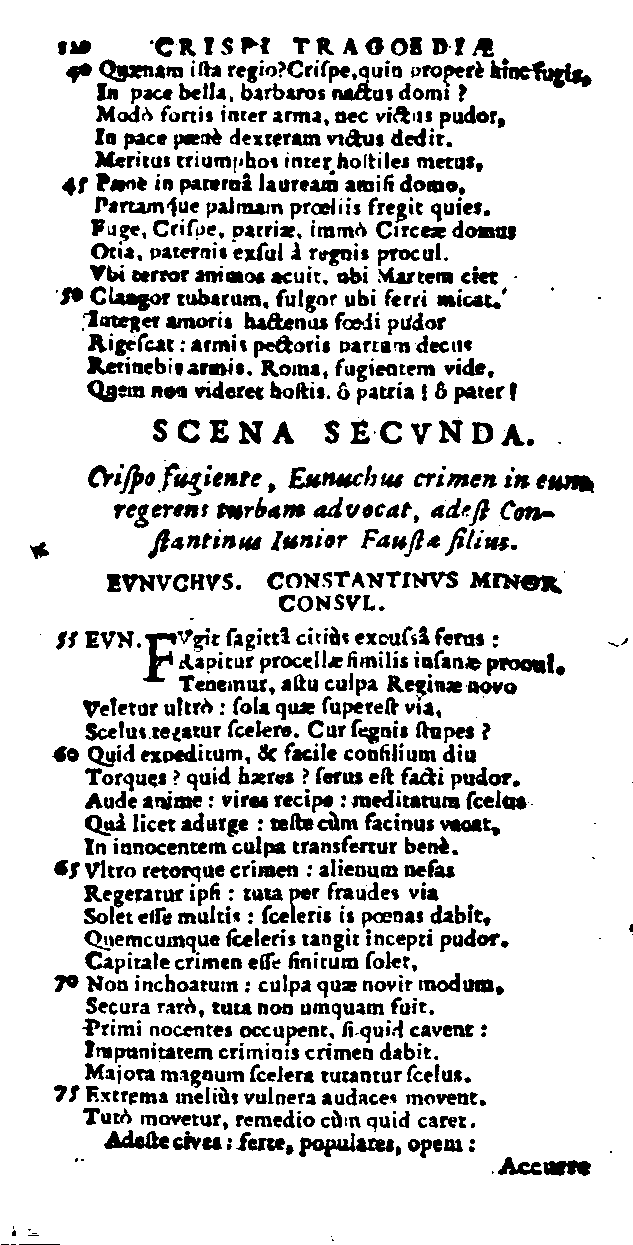 120 CRISPI TRAGOEDIÆ
40 Quænam iſta regio? Criſpe, quin properè hinc fugis,
In pace bella, barbaros nactus domi?
Modò fortis inter arma, nec victus pudor,
In pace pænè dexteram victus dedit.
Meritus triumphos inter hoſtiles metus,
45 Pænè in paternâ lauream amiſi domo,
Partamque palmam prœliis fregit quies.
Fuge, Criſpe, patriæ, immò Circeæ domus
Otia, paternis exſul à regnis procul.
Vbi terror animos acuit, ubi Martem ciet
50 Clangor tubarum, fulgor ubi ferri micat.
Integer amoris hactenus fœdi pudor
Rigeſcat: armis pectoris partam decus
Retinebis armis. Roma, fugientem vide,
Quem non videret hoſtis. ô patria! ô pater!
SCENA SECVNDA.
Criſpo fugiente, Eunuchus crimen in eum
regerens turbam advocat, adeſt Con-
ſtantinus Iunior Fauſtæ filius.
EVNVCHVS. CONSTANTINVS MINOR
CONSVL.
55 EVN. FVgit ſagittâ citiùs excuſsâ ferus:
Rapitur procellæ ſimilis inſanæ procul.
Tenemur, aſtu culpa Reginæ novo
Veletur ultrò: ſola quæ ſupereſt via,
Scelus tegatur ſcelere. Cur ſegnis ſtupes?
60 Quid expeditum, & facile conſilium diu
Torques? quid hæres? ſerus eſt facti pudor.
Aude anime: vires recipe: meditatum ſcelus
Quà licet adurge: teſte cùm facinus vacat,
In innocentem culpa transfertur benè.
65 Vltro retorque crimen: alienum nefas
Regeratur ipſi: tuta per fraudes via
Solet eſſe multis: ſceleris is pœnas dabit,
Quemcumque ſceleris tangit incepti pudor.
Capitale crimen eſſe finitum ſolet,
70 Non inchoatum: culpa quæ novit modum,
Secura rarò, tuta non umquam fuit.
Primi nocentes occupent, ſi quid cavent:
Impunitatem criminis crimen dabit.
Majora magnum ſcelera tutantur ſcelus.
75 Extrema meliùs vulnera audaces movent.
Tutò movetur, remedio cùm quid caret.
Adeſte cives: ferte, populares, opem:
Accurre